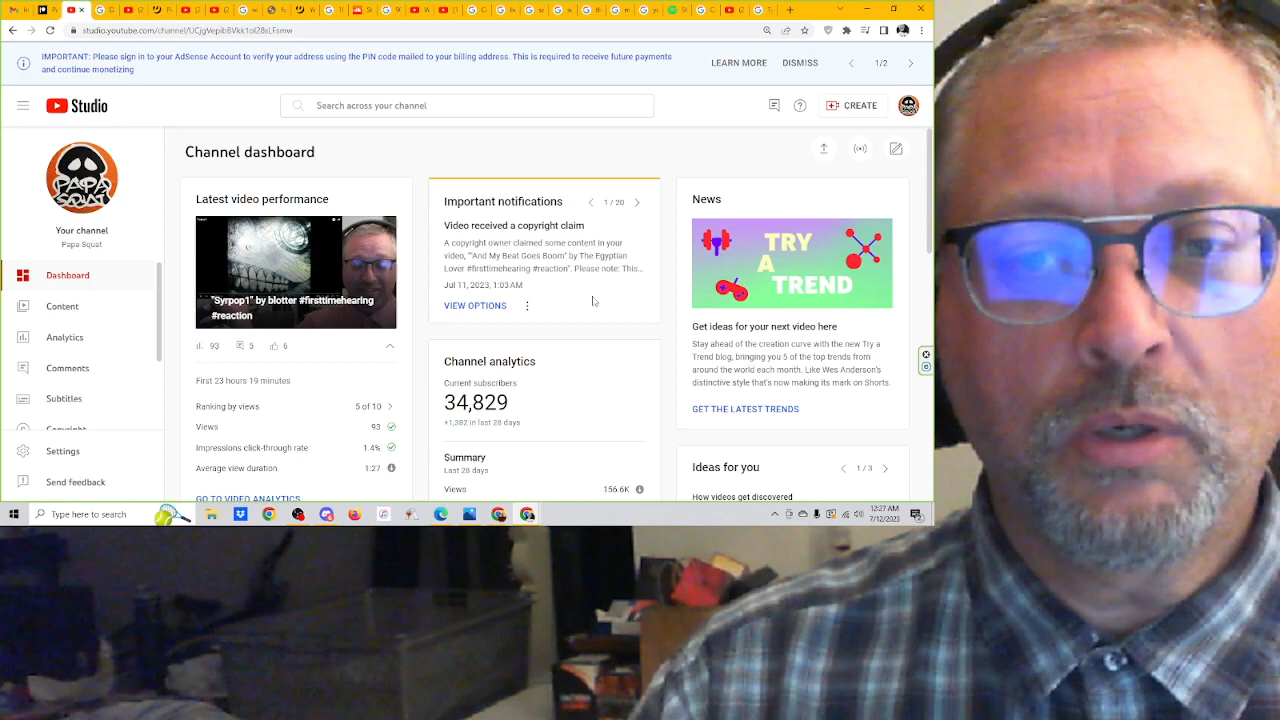 studio.youtube.com/channel/
IMPORTANT: Please sign in to your AdSense Account to verify your address using the PIN code mailed to your billing address. This is required to receive future payments
and continue monetizing
LEARN MORE
DISMISS
1/2
Studio
Search across your channel
CREATE
PAPA
SQUAT
Your channel
Papa Squat
Dashboard
Content
Analytics
Comments
Subtitles
Copyright
Settings
Send feedback
Channel dashboard
Latest video performance
"Syrpop1" by blotter #firsttimehearing
#reaction
93
5
6
First 23 hours 19 minutes
Ranking by views
5 of 10
Views
93
Impressions click-through rate
1.4%
Average view duration
1:27
GO TO VIDEO ANALYTICS
Important notifications
1 / 20
Video received a copyright claim
A copyright owner claimed some content in your
video, "And My Beat Goes Boom" by The Egyptian
Lover #firsttimehearing #reaction". Please note: This...
Jul 11, 2023, 1:03 AM
VIEW OPTIONS
Channel analytics
Current subscribers
34,829
+1,382 in last 28 days
Summary
Last 28 days
Views
156.6K
News
TRY
A
TREND
Get ideas for your next video here
Stay ahead of the creation curve with the new Try a
Trend blog, bringing you 5 of the top trends from
around the world each month. Like Wes Anderson's
distinctive style that's now making its mark on Shorts.
GET THE LATEST TRENDS
Ideas for you
1 / 3
How videos get discovered
Type here to search
12:27 AM
7/12/2023